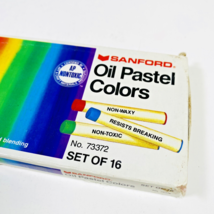 SANFORD®
AP
NONTOXIC
Oil Pastel
Colors
NON-WAXY
RESISTS BREAKING
NON-TOXIC
No. 73372
SET OF 16
blending